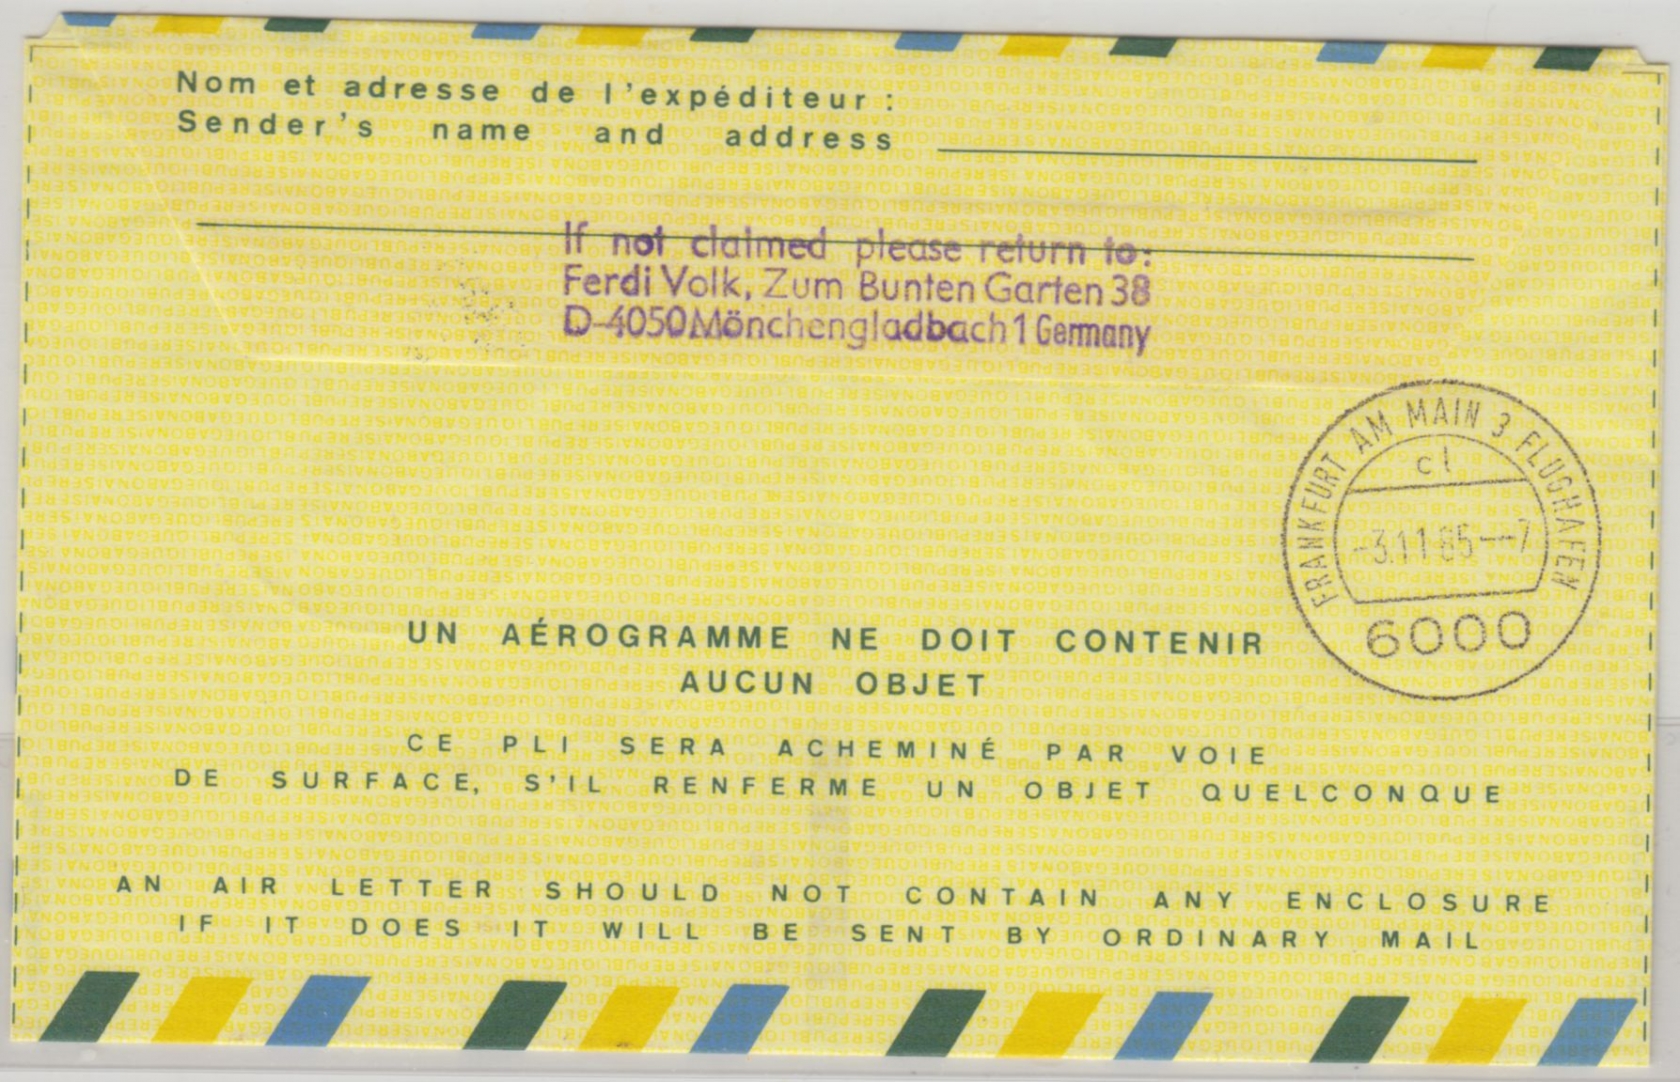 Nom et adresse de l'expéditeur :
Sender's name and address
If not claimed please return to:
Ferdi Volk, Zum Bunten Garten 38
D-4050 Mönchengladbach 1 Germany
FRANKFURT AM MAIN 3 FLUGHAFEN
cl
-3.11.85--7
6000
UN AÉROGRAMME NE DOIT CONTENIR
AUCUN OBJET
CE PLI SERA ACHEMINÉ PAR VOIE
DE SURFACE, S'IL RENFERME UN OBJET QUELCONQUE
AN AIR LETTER SHOULD NOT CONTAIN ANY ENCLOSURE
IF IT DOES IT WILL BE SENT BY ORDINARY MAIL